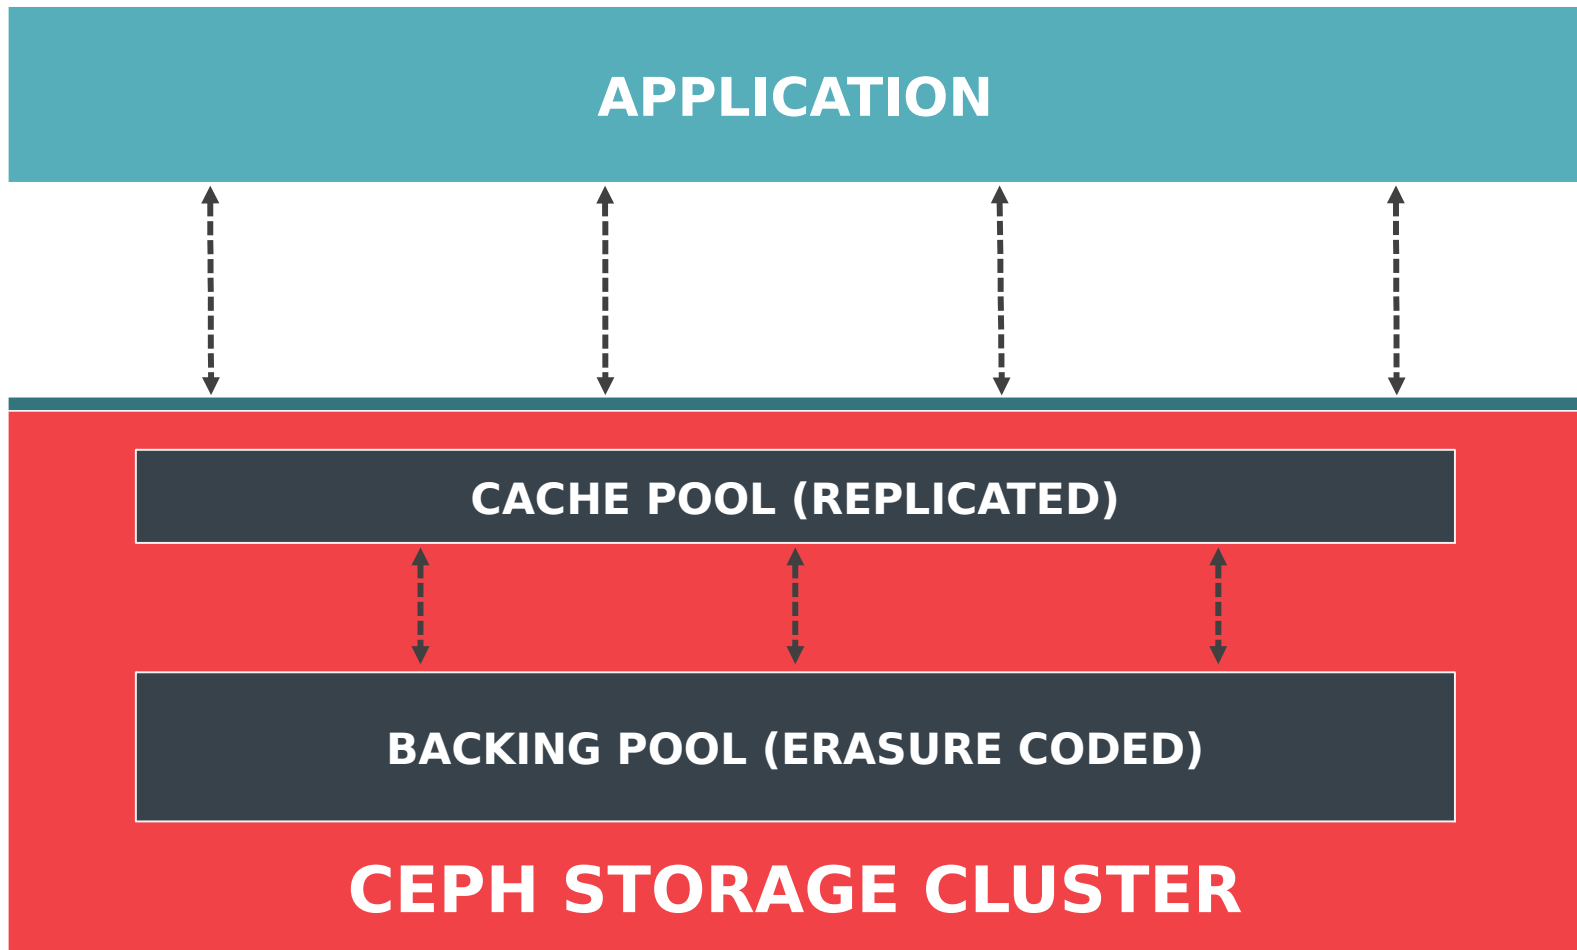 APPLICATION
CACHE POOL (REPLICATED)
BACKING POOL (ERASURE CODED)
CEPH STORAGE CLUSTER